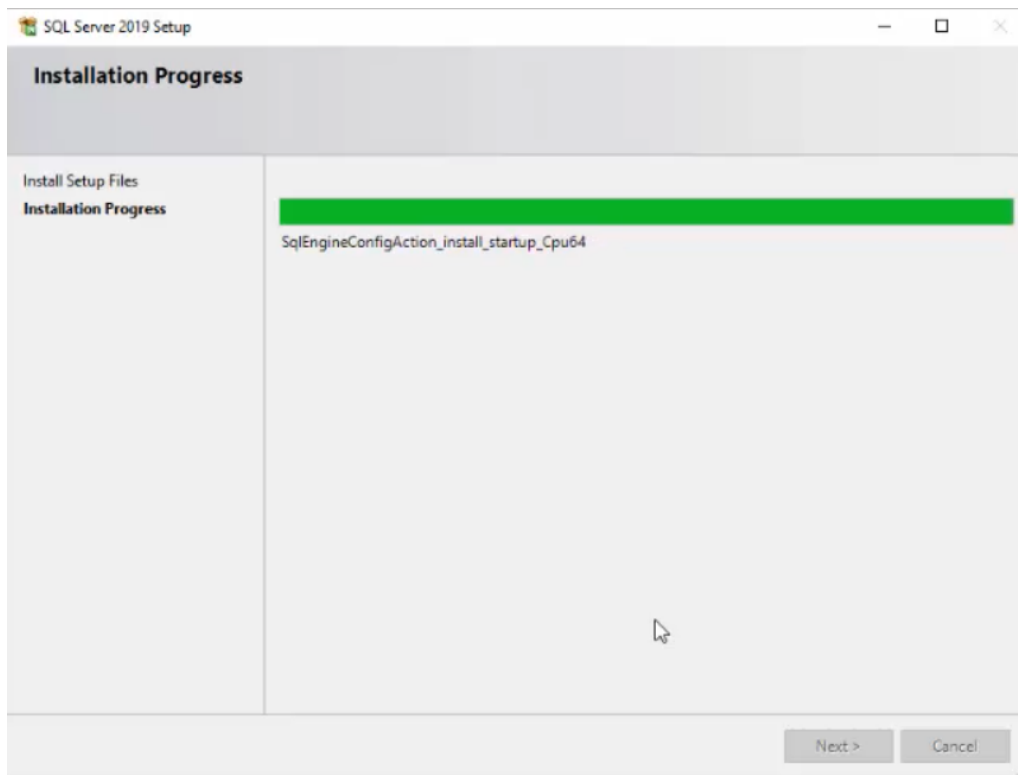 SQL Server 2019 Setup
Installation Progress
Install Setup Files
Installation Progress
SqlEngineConfigAction_install_startup_Cpu64
Next >
Cancel